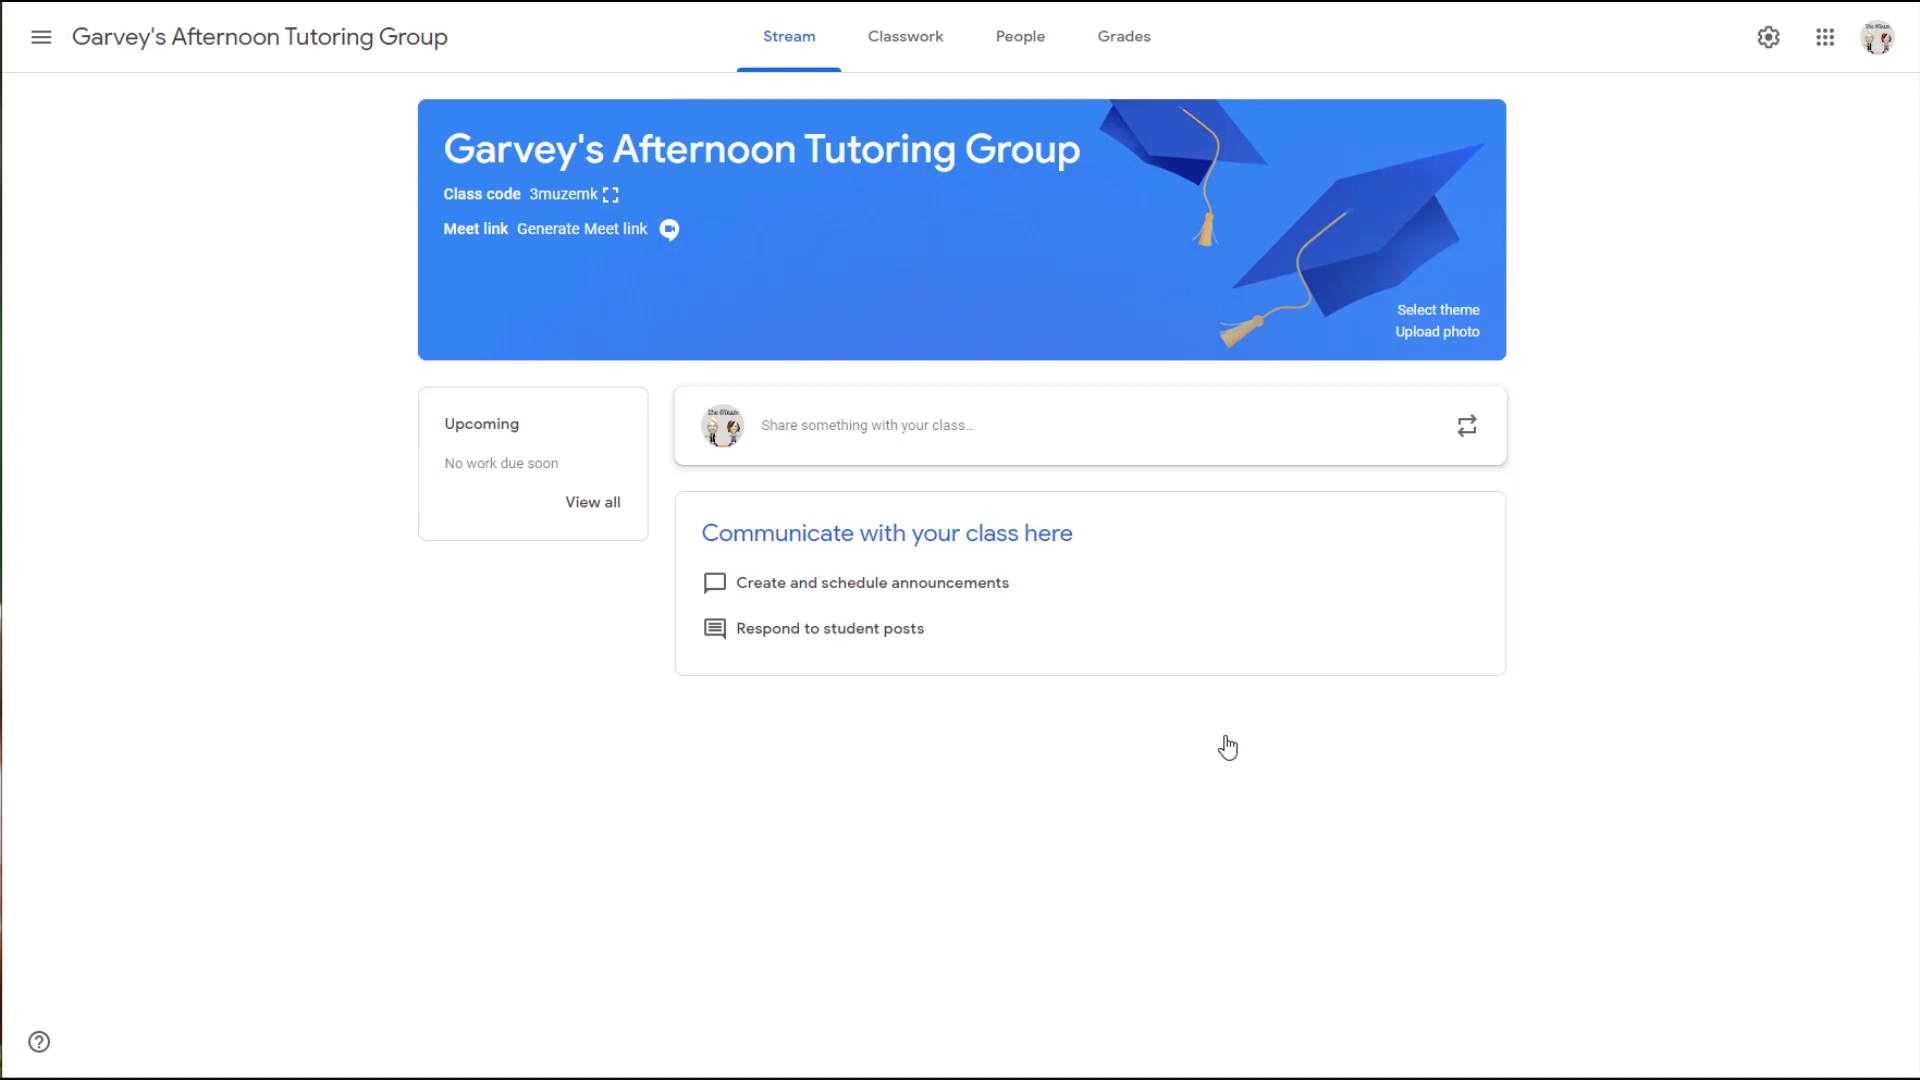 Garvey's Afternoon Tutoring Group
Stream
Classwork
People
Grades
Garvey's Afternoon Tutoring Group
Class code 3muzemk
Meet link Generate Meet link
Select theme
Upload photo
Upcoming
No work due soon
View all
Share something with your class...
Communicate with your class here
Create and schedule announcements
Respond to student posts